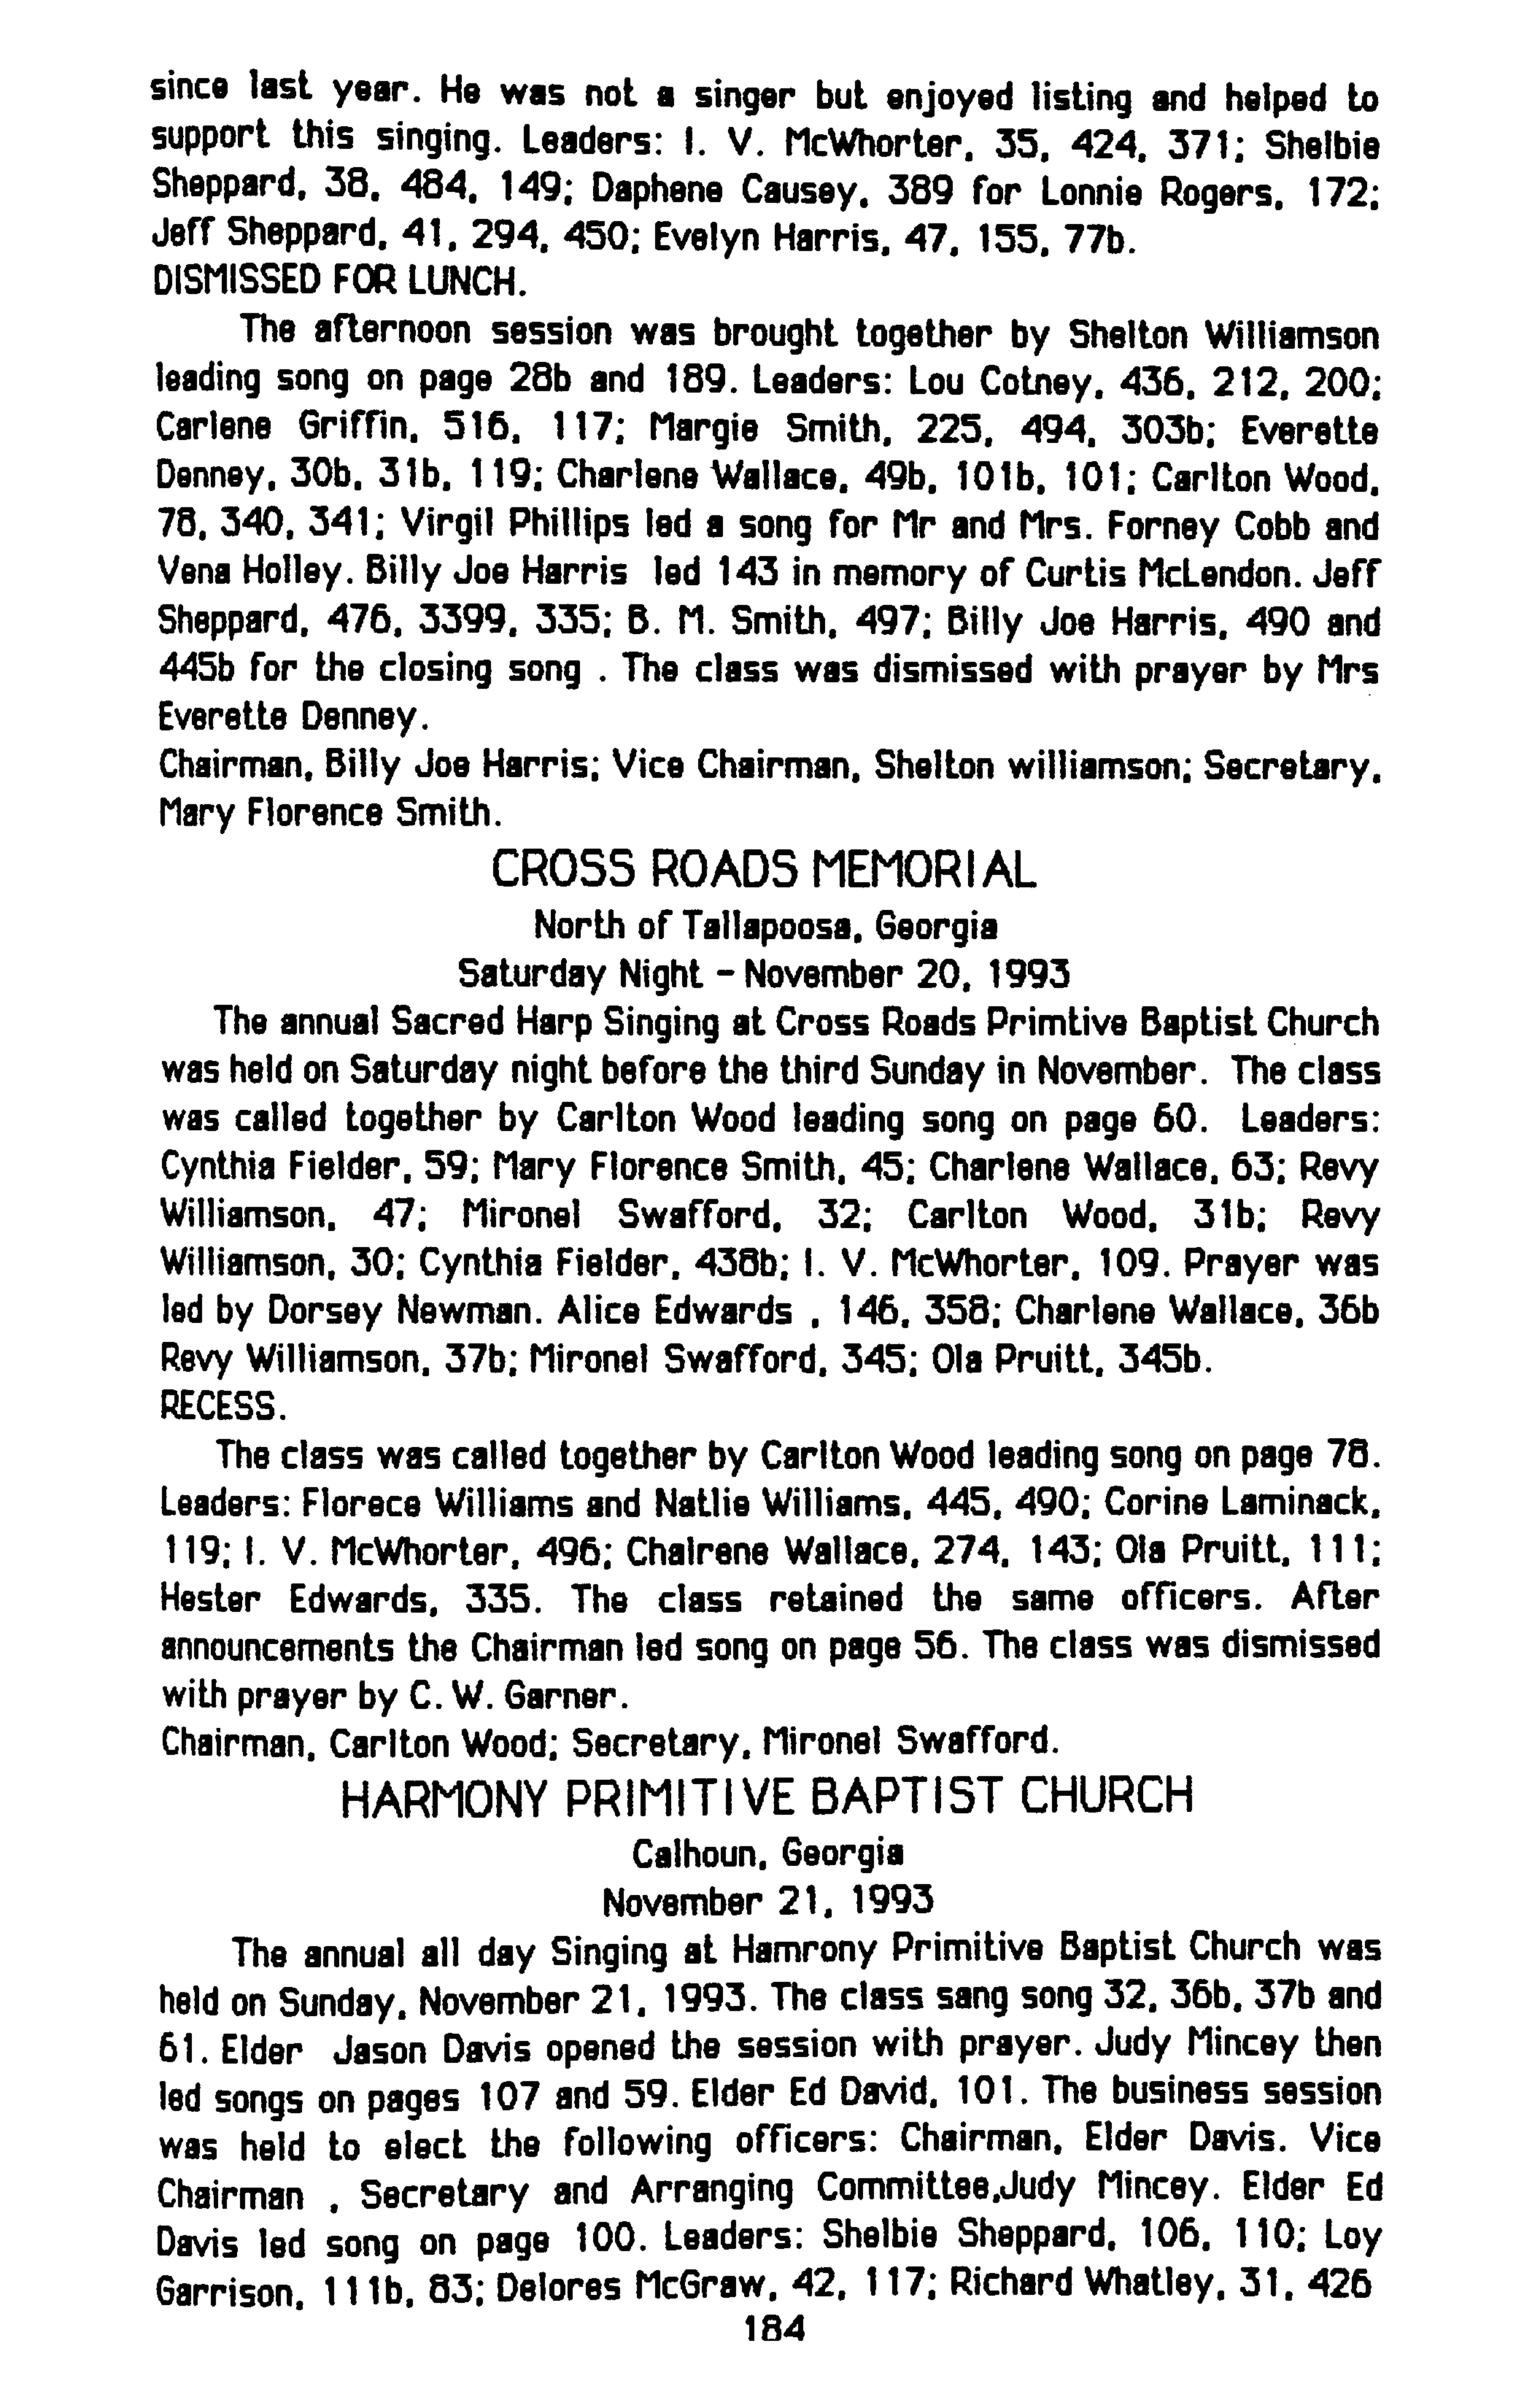 since last year. He was not a singer but enjoyed listing and helped to
support this singing. Leaders: I. V. McWhorter, 35, 424, 371; Shelbie
Sheppard, 38, 484, 149; Daphene Causey, 389 for Lonnie Rogers, 172;
Jeff Sheppard, 41, 294, 450; Evelyn Harris, 47, 155, 77b.
DISMISSED FOR LUNCH.
The afternoon session was brought together by Shelton Williamson
leading song on page 28b and 189. Leaders: Lou Cotney, 436, 212, 200;
Carlene Griffin, 516, 117; Margie Smith, 225, 494, 303b; Everette
Denney, 30b, 31b, 119; Charlene Wallace, 49b, 101b, 101; Carlton Wood,
78, 340, 341; Virgil Phillips led a song for Mr and Mrs. Forney Cobb and
Vena Holley. Billy Joe Harris led 143 in memory of Curtis McLendon. Jeff
Sheppard, 476, 3399, 335; B. M. Smith, 497; Billy Joe Harris, 490 and
445b for the closing song . The class was dismissed with prayer by Mrs
Everette Denney.
Chairman, Billy Joe Harris; Vice Chairman, Shelton williamson; Secretary,
Mary Florence Smith.
CROSS ROADS MEMORIAL
North of Tallapoosa, Georgia
Saturday Night - November 20, 1993
The annual Sacred Harp Singing at Cross Roads Primtive Baptist Church
was held on Saturday night before the third Sunday in November. The class
was called together by Carlton Wood leading song on page 60. Leaders:
Cynthia Fielder, 59; Mary Florence Smith, 45; Charlene Wallace, 63; Revy
Williamson, 47; Mironel Swafford, 32; Carlton Wood, 31b; Revy
Williamson, 30; Cynthia Fielder, 438b; I. V. McWhorter, 109. Prayer was
led by Dorsey Newman. Alice Edwards , 146, 358; Charlene Wallace, 36b
Revy Williamson, 37b; Mironel Swafford, 345; Ola Pruitt, 345b.
RECESS.
The class was called together by Carlton Wood leading song on page 78.
Leaders: Florece Williams and Natlie Williams, 445, 490; Corine Laminack,
119; I. V. McWhorter, 496; Chalrene Wallace, 274, 143; Ola Pruitt, 111;
Hester Edwards, 335. The class retained the same officers. After
announcements the Chairman led song on page 56. The class was dismissed
with prayer by C. W. Garner.
Chairman, Carlton Wood; Secretary, Mironel Swafford.
HARMONY PRIMITIVE BAPTIST CHURCH
Calhoun, Georgia
November 21, 1993
The annual all day Singing at Hamrony Primitive Baptist Church was
held on Sunday, November 21, 1993. The class sang song 32, 36b, 37b and
61. Elder Jason Davis opened the session with prayer. Judy Mincey then
led songs on pages 107 and 59. Elder Ed David, 101. The business session
was held to elect the following officers: Chairman, Elder Davis. Vice
Chairman , Secretary and Arranging Committee,Judy Mincey. Elder Ed
Davis led song on page 100. Leaders: Shelbie Sheppard, 106, 110; Loy
Garrison, 111b, 83; Delores McGraw, 42, 117; Richard Whatley, 31, 426
184